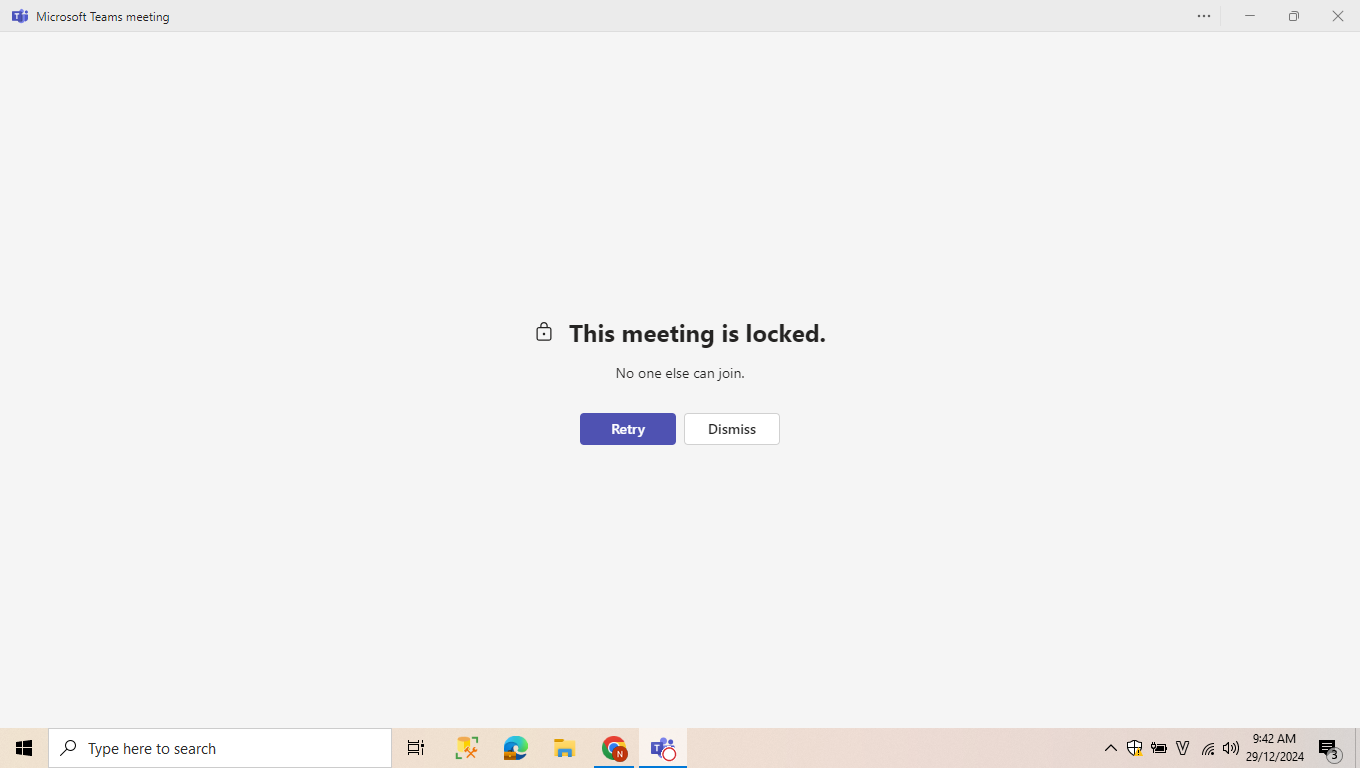 Microsoft Teams meeting
This meeting is locked.
No one else can join.
Retry
Dismiss
Type here to search
N
T
V
9:42 AM
29/12/2024
3